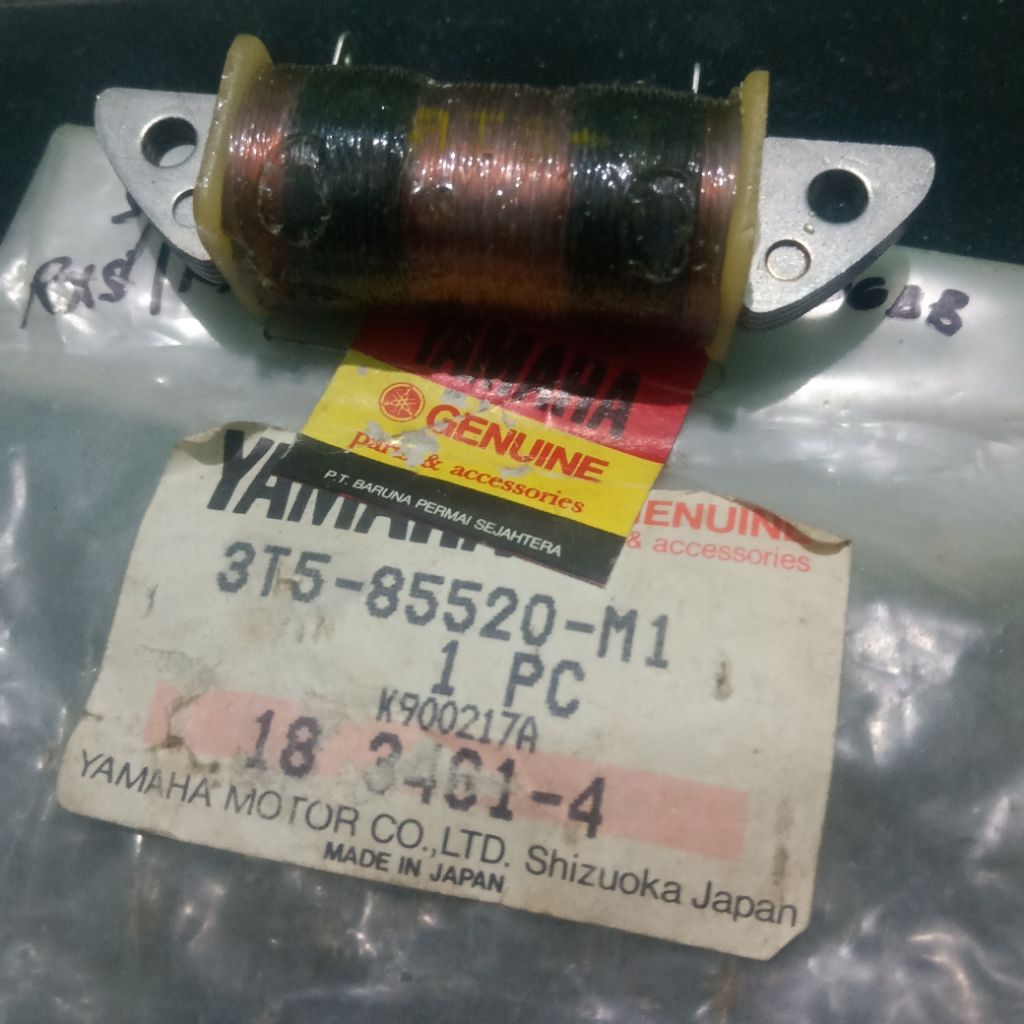 RXS
YAMAHA
GENUINE
parts & accessories
P.T. BARUNA PERMAI SEJAHTERA
YAMAHA
GENUINE
& accessories
3T5-85520-M1
1 PC
K900217A
18 3461-4
YAMAHA MOTOR CO.,LTD. Shizuoka Japan
MADE IN JAPAN